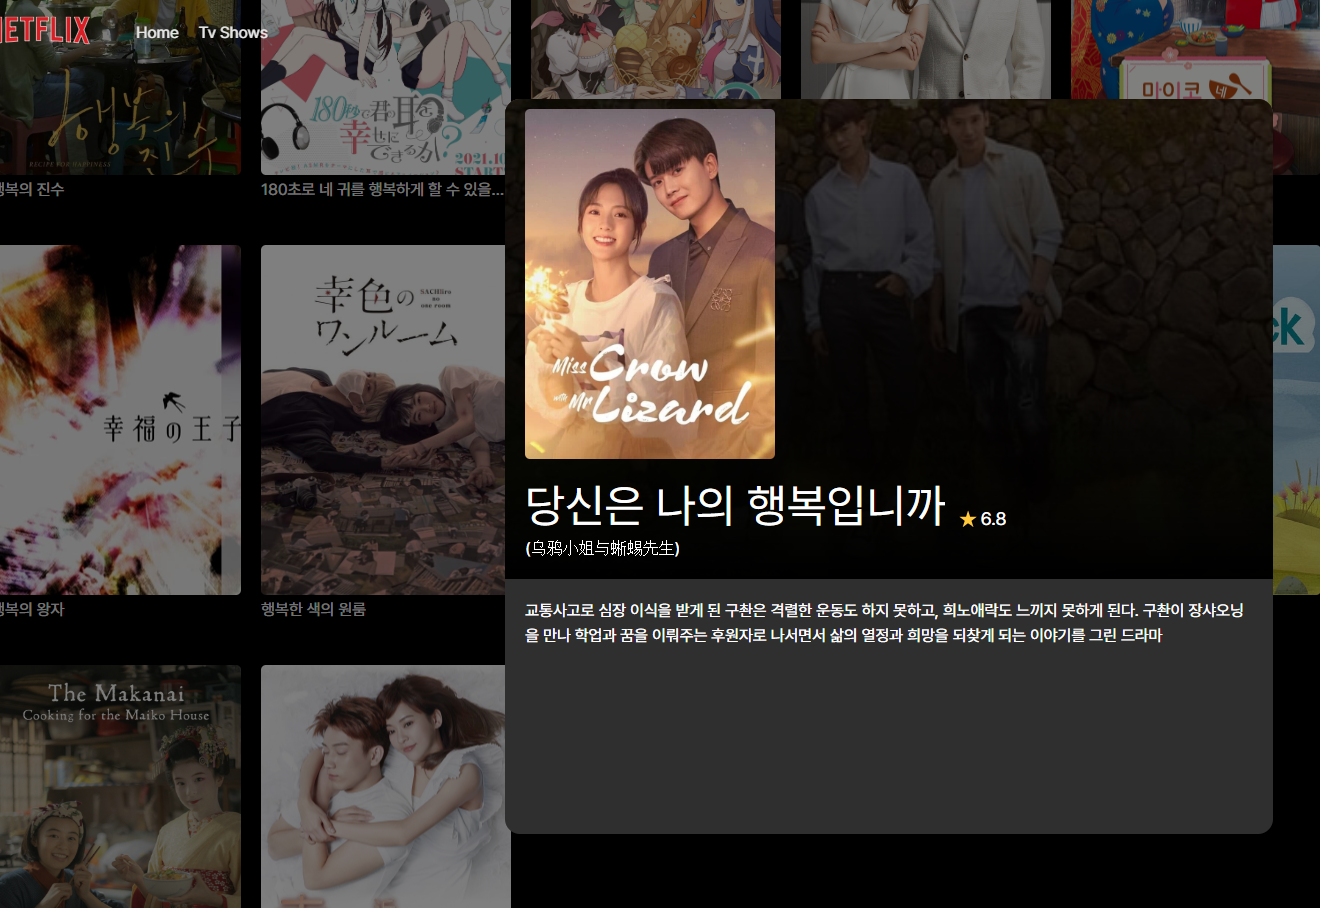 NETFLIX
Home
Tv Shows
행복의 진수
RECIPE FOR HAPPINESS
행복의 진수
180秒で君の耳を
幸せに
できるか?
2021.10
START
180초로 네 귀를 행복하게 할 수 있을...
마이코
네
幸福の王子
행복의 왕자
幸色の
ワンルーム
SACHIiro
no
one room
행복한 색의 원룸
The Makanai
Cooking for the Maiko House
Miss Crow
with Mr Lizard
당신은 나의 행복입니까
6.8
(乌鸦小姐与蜥蜴先生)
교통사고로 심장 이식을 받게 된 구촨은 격렬한 운동도 하지 못하고, 희노애락도 느끼지 못하게 된다. 구촨이 장샤오닝
을 만나 학업과 꿈을 이뤄주는 후원자로 나서면서 삶의 열정과 희망을 되찾게 되는 이야기를 그린 드라마
ck